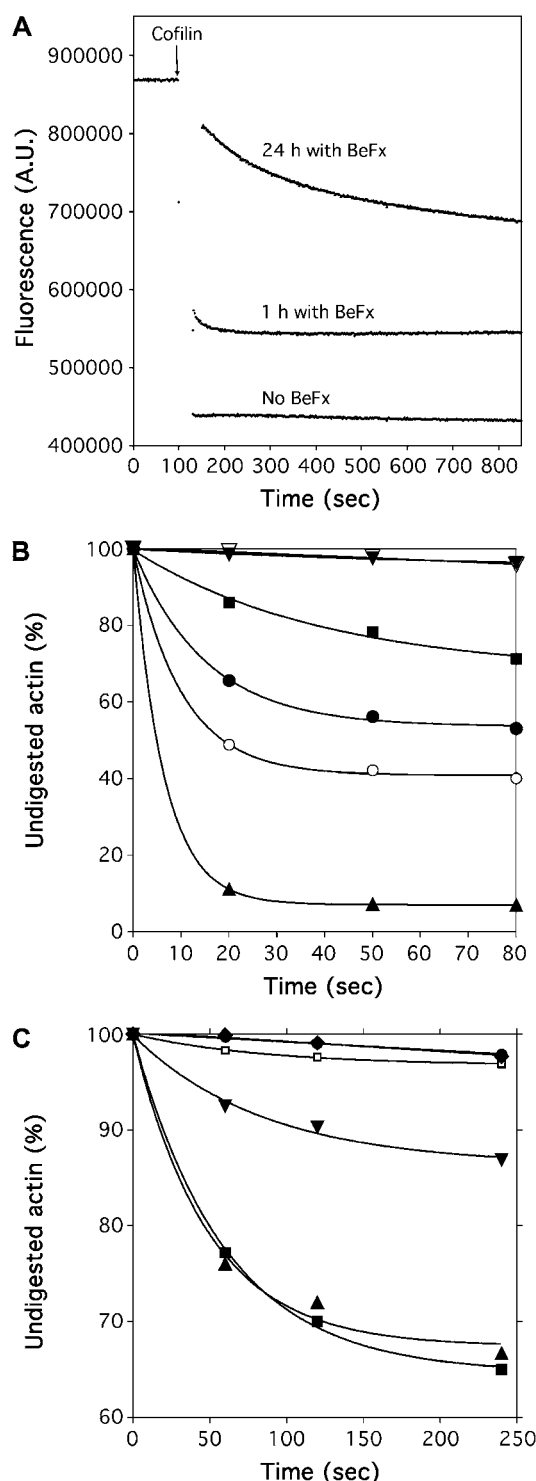 A
Cofilin
900000
800000
700000
600000
500000
400000
Fluorescence (A.U.)
24 h with BeFx
1 h with BeFx
No BeFx
0 100 200 300 400 500 600 700 800
Time (sec)
B
100
80
60
40
20
0
Undigested actin (%)
0 10 20 30 40 50 60 70 80
Time (sec)
C
100
90
80
70
60
Undigested actin (%)
0 50 100 150 200 250
Time (sec)